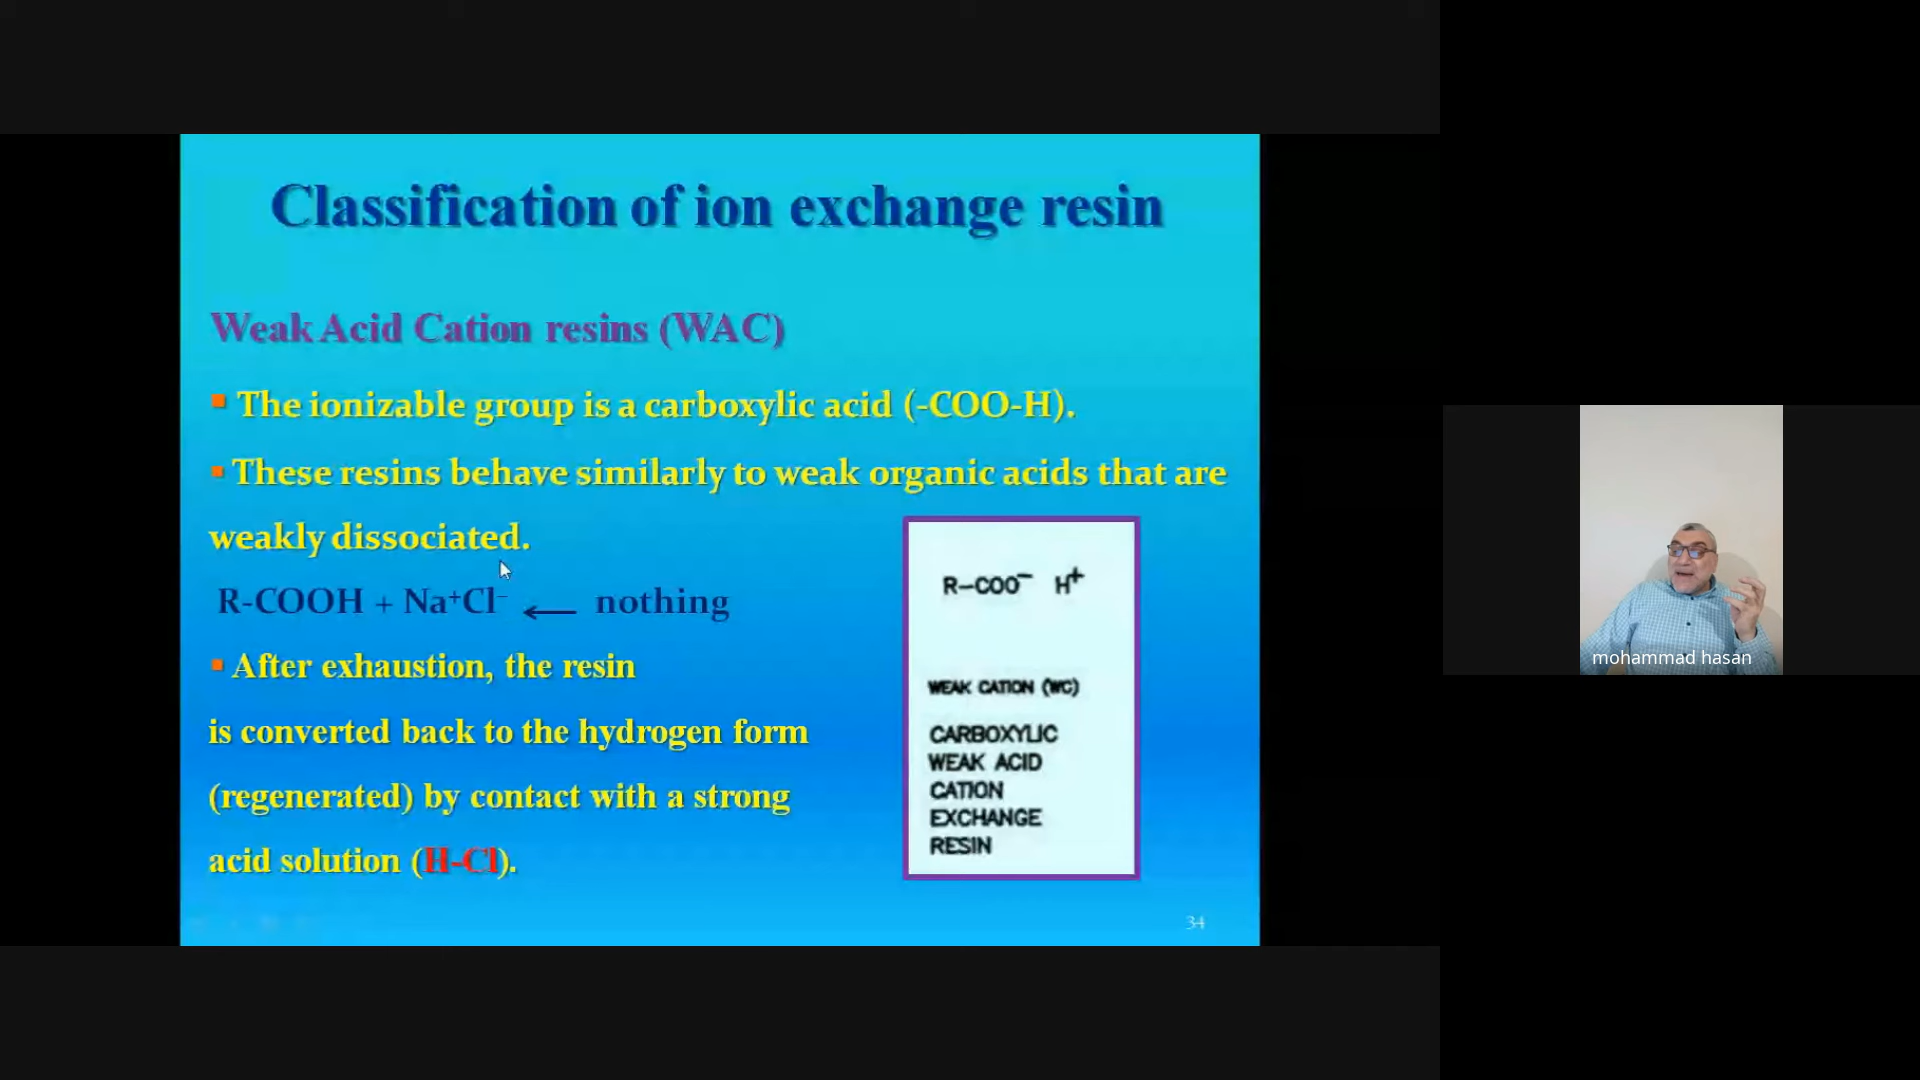 Classification of ion exchange resin
Weak Acid Cation resins (WAC)
▪ The ionizable group is a carboxylic acid (-COO-H).
▪ These resins behave similarly to weak organic acids that are
weakly dissociated.
R-COOH + Na⁺Cl⁻ ← nothing
▪ After exhaustion, the resin
is converted back to the hydrogen form
(regenerated) by contact with a strong
acid solution (H-Cl).
R-COO⁻ H⁺
WEAK CATION (WC)
CARBOXYLIC
WEAK ACID
CATION
EXCHANGE
RESIN
34
mohammad hasan